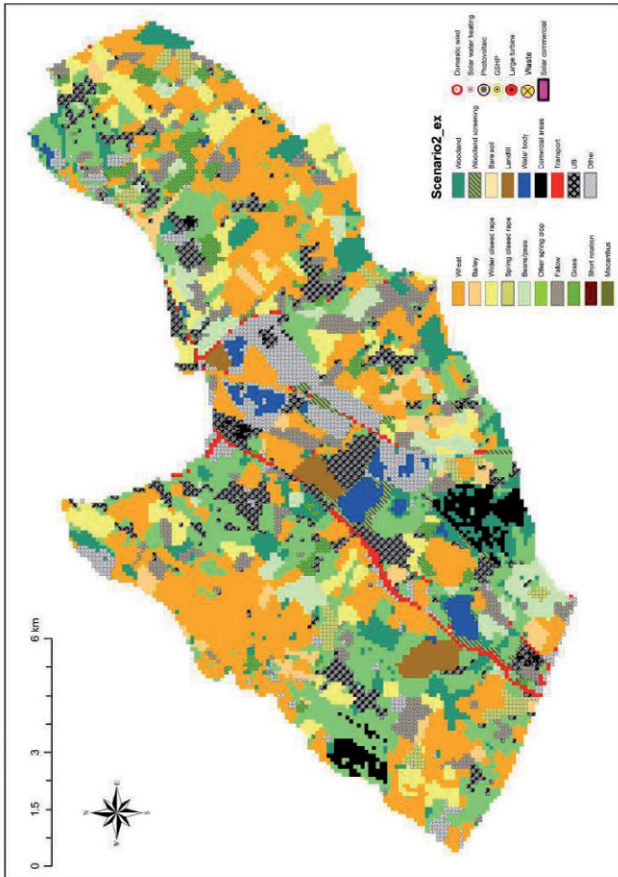 0 1.5 3 6 km
N
W E
S
Scenario2_ex
Wheat
Barley
Winter oilseed rape
Spring oilseed rape
Beans/peas
Other spring crop
Fallow
Grass
Short rotation
Miscanthus
Woodland
Woodland screening
Bare soil
Landfill
Water body
Comercial areas
Transport
UB
Other
Domestic wind
Solar water heating
Photovoltaic
GSHP
Large turbine
Waste
Solar commercial